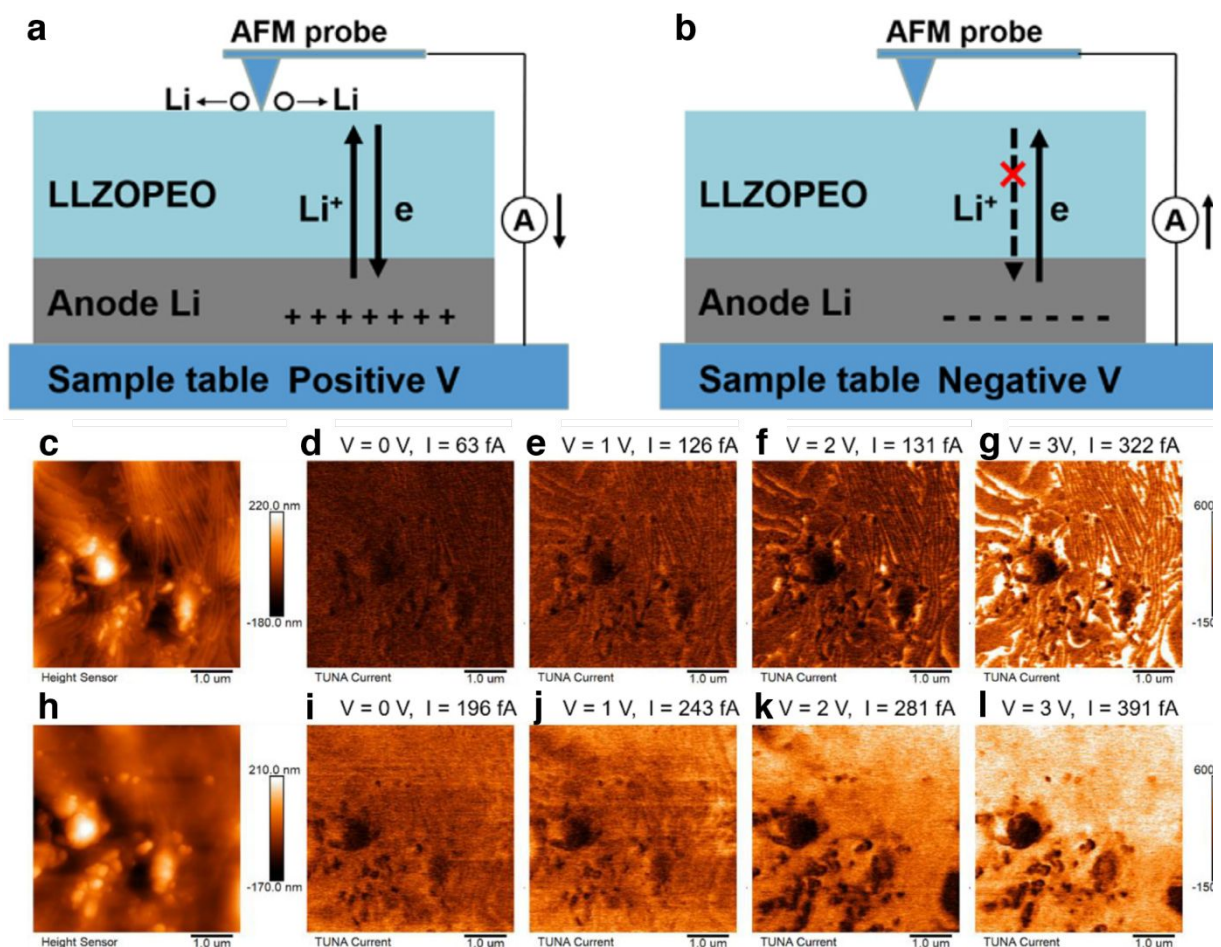 a
AFM probe
Li
Li
LLZOPEO
Li⁺
e
A
Anode Li
+ + + + + + +
Sample table Positive V
b
AFM probe
LLZOPEO
Li⁺
e
A
Anode Li
- - - - - - -
Sample table Negative V
c
220.0 nm
-180.0 nm
Height Sensor
1.0 um
d
V = 0 V, I = 63 fA
TUNA Current
1.0 um
e
V = 1 V, I = 126 fA
TUNA Current
1.0 um
f
V = 2 V, I = 131 fA
TUNA Current
1.0 um
g
V = 3V, I = 322 fA
600
-150
TUNA Current
1.0 um
h
210.0 nm
-170.0 nm
Height Sensor
1.0 um
i
V = 0 V, I = 196 fA
TUNA Current
1.0 um
j
V = 1 V, I = 243 fA
TUNA Current
1.0 um
k
V = 2 V, I = 281 fA
TUNA Current
1.0 um
l
V = 3 V, I = 391 fA
600
-150
TUNA Current
1.0 um